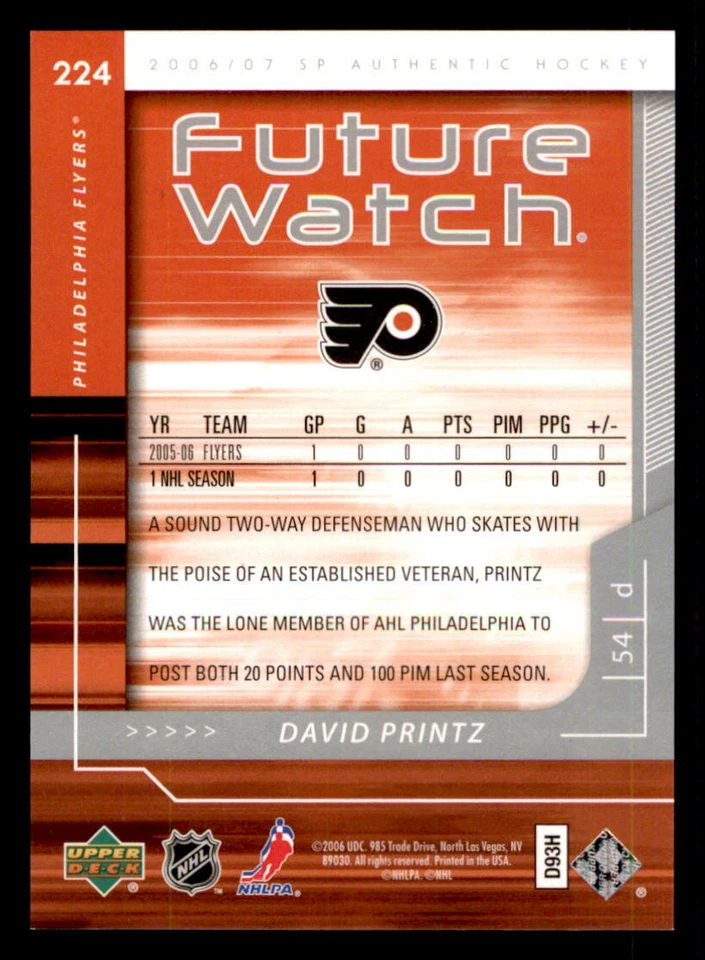 224
2006/07 SP AUTHENTIC HOCKEY
PHILADELPHIA FLYERS®
Future
Watch®
®
YR TEAM GP G A PTS PIM PPG +/-
2005-06 FLYERS 1 0 0 0 0 0 0
1 NHL SEASON 1 0 0 0 0 0 0
A SOUND TWO-WAY DEFENSEMAN WHO SKATES WITH
THE POISE OF AN ESTABLISHED VETERAN, PRINTZ
WAS THE LONE MEMBER OF AHL PHILADELPHIA TO
POST BOTH 20 POINTS AND 100 PIM LAST SEASON.
54 d
>>>>> DAVID PRINTZ
UPPER
D·E·C·K
®
NHL
™
NHLPA®
©2006 UDC. 985 Trade Drive, North Las Vegas, NV
89030. All rights reserved. Printed in the USA.
©NHLPA. ©NHL
D93H
®